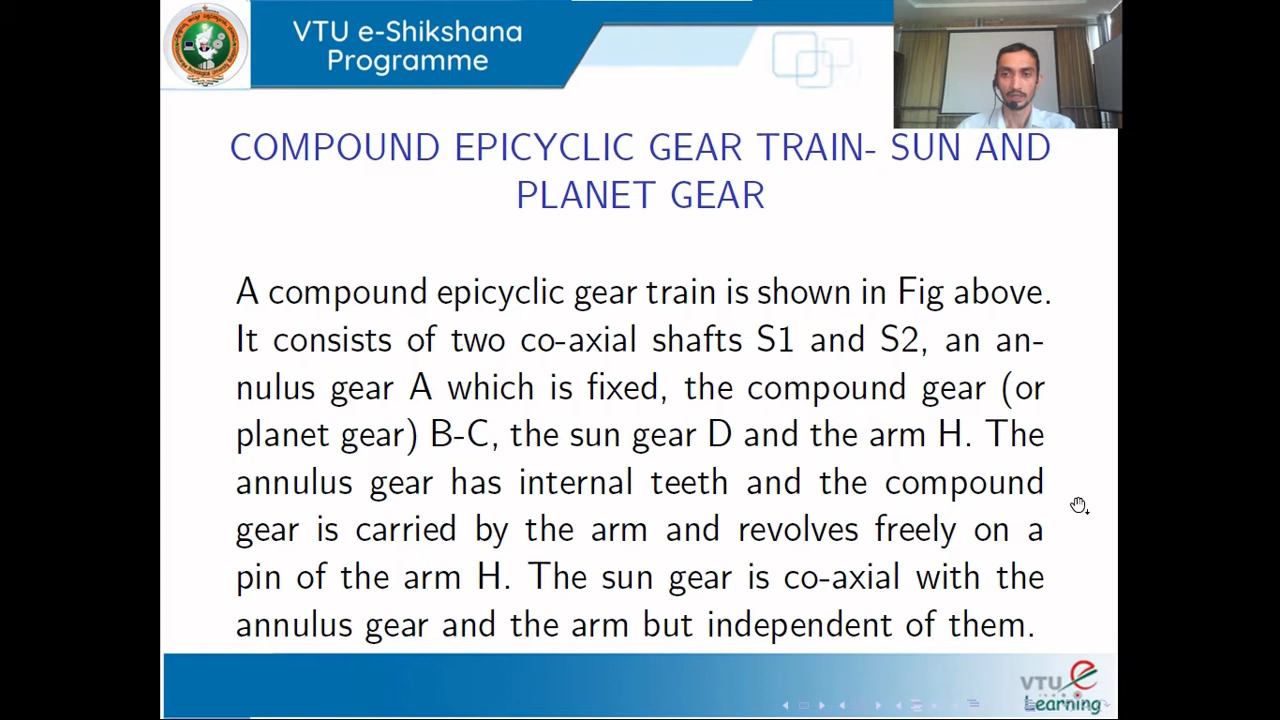 VTU e-Shikshana
Programme
COMPOUND EPICYCLIC GEAR TRAIN- SUN AND
PLANET GEAR
A compound epicyclic gear train is shown in Fig above.
It consists of two co-axial shafts S1 and S2, an an-
nulus gear A which is fixed, the compound gear (or
planet gear) B-C, the sun gear D and the arm H. The
annulus gear has internal teeth and the compound
gear is carried by the arm and revolves freely on a
pin of the arm H. The sun gear is co-axial with the
annulus gear and the arm but independent of them.
VTU e
Learning